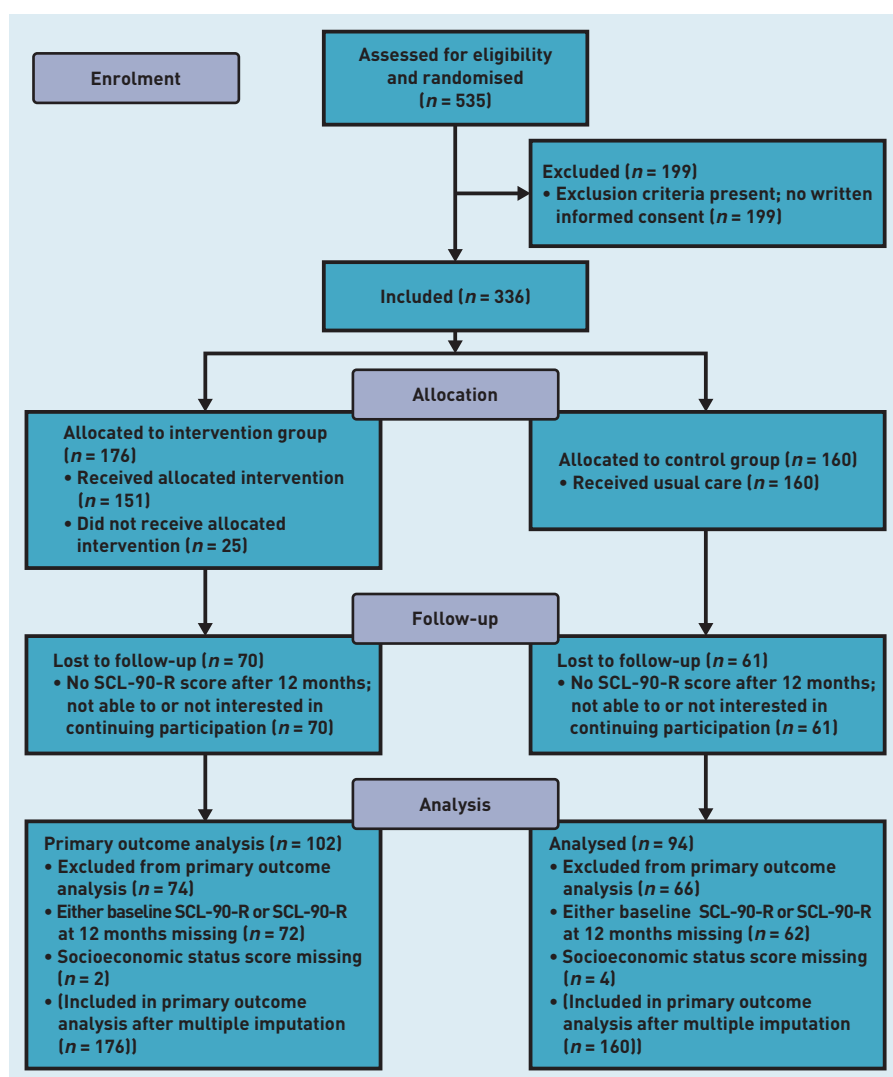 Assessed for eligibility
and randomised
(n = 535)
Enrolment
Excluded (n = 199)
• Exclusion criteria present; no written
informed consent (n = 199)
Included (n = 336)
Allocation
Allocated to intervention group
(n = 176)
• Received allocated intervention
(n = 151)
• Did not receive allocated
intervention (n = 25)
Allocated to control group (n = 160)
• Received usual care (n = 160)
Follow-up
Lost to follow-up (n = 70)
• No SCL-90-R score after 12 months;
not able to or not interested in
continuing participation (n = 70)
Lost to follow-up (n = 61)
• No SCL-90-R score after 12 months;
not able to or not interested in
continuing participation (n = 61)
Analysis
Primary outcome analysis (n = 102)
• Excluded from primary outcome
analysis (n = 74)
• Either baseline SCL-90-R or SCL-90-R
at 12 months missing (n = 72)
• Socioeconomic status score missing
(n = 2)
• (Included in primary outcome
analysis after multiple imputation
(n = 176))
Analysed (n = 94)
• Excluded from primary outcome
analysis (n = 66)
• Either baseline SCL-90-R or SCL-90-R
at 12 months missing (n = 62)
• Socioeconomic status score missing
(n = 4)
• (Included in primary outcome
analysis after multiple imputation
(n = 160))